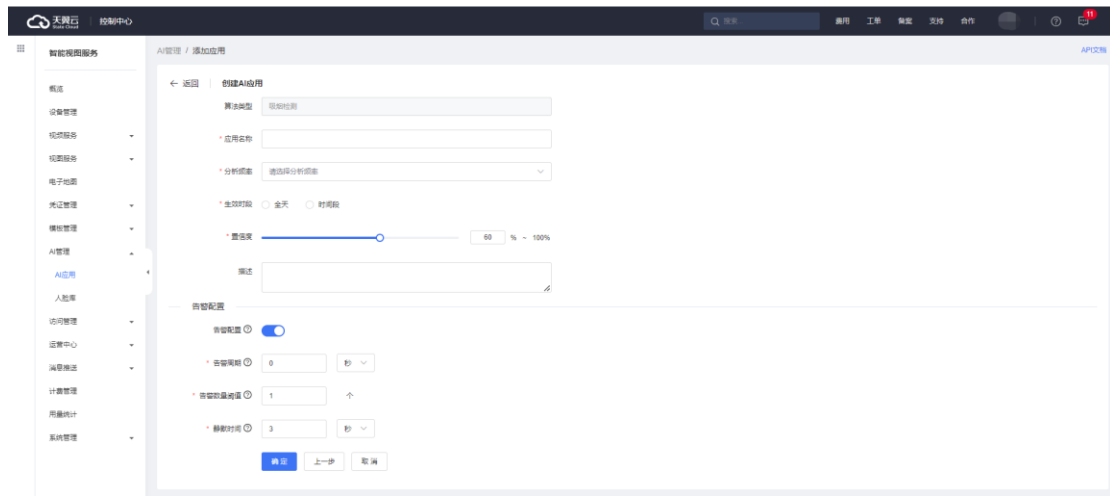 天翼云 控制中心 搜索 费用 工单 备案 支持 合作 11
State Cloud
智能视图服务
AI管理 / 添加应用 API文档
← 返回 创建AI应用
概览
设备管理
视频服务
视图服务
电子地图
凭证管理
模板管理
AI管理
AI应用
人脸库
访问管理
运营中心
消息推送
计费管理
用量统计
系统管理
算法类型 吸烟检测
* 应用名称
* 分析频率 请选择分析频率
* 生效时段 全天 时间段
* 置信度 60 % ~ 100%
描述
告警配置
告警配置
* 告警周期 0 秒
* 告警数量阈值 1 个
* 静默时间 3 秒
确定 上一步 取消